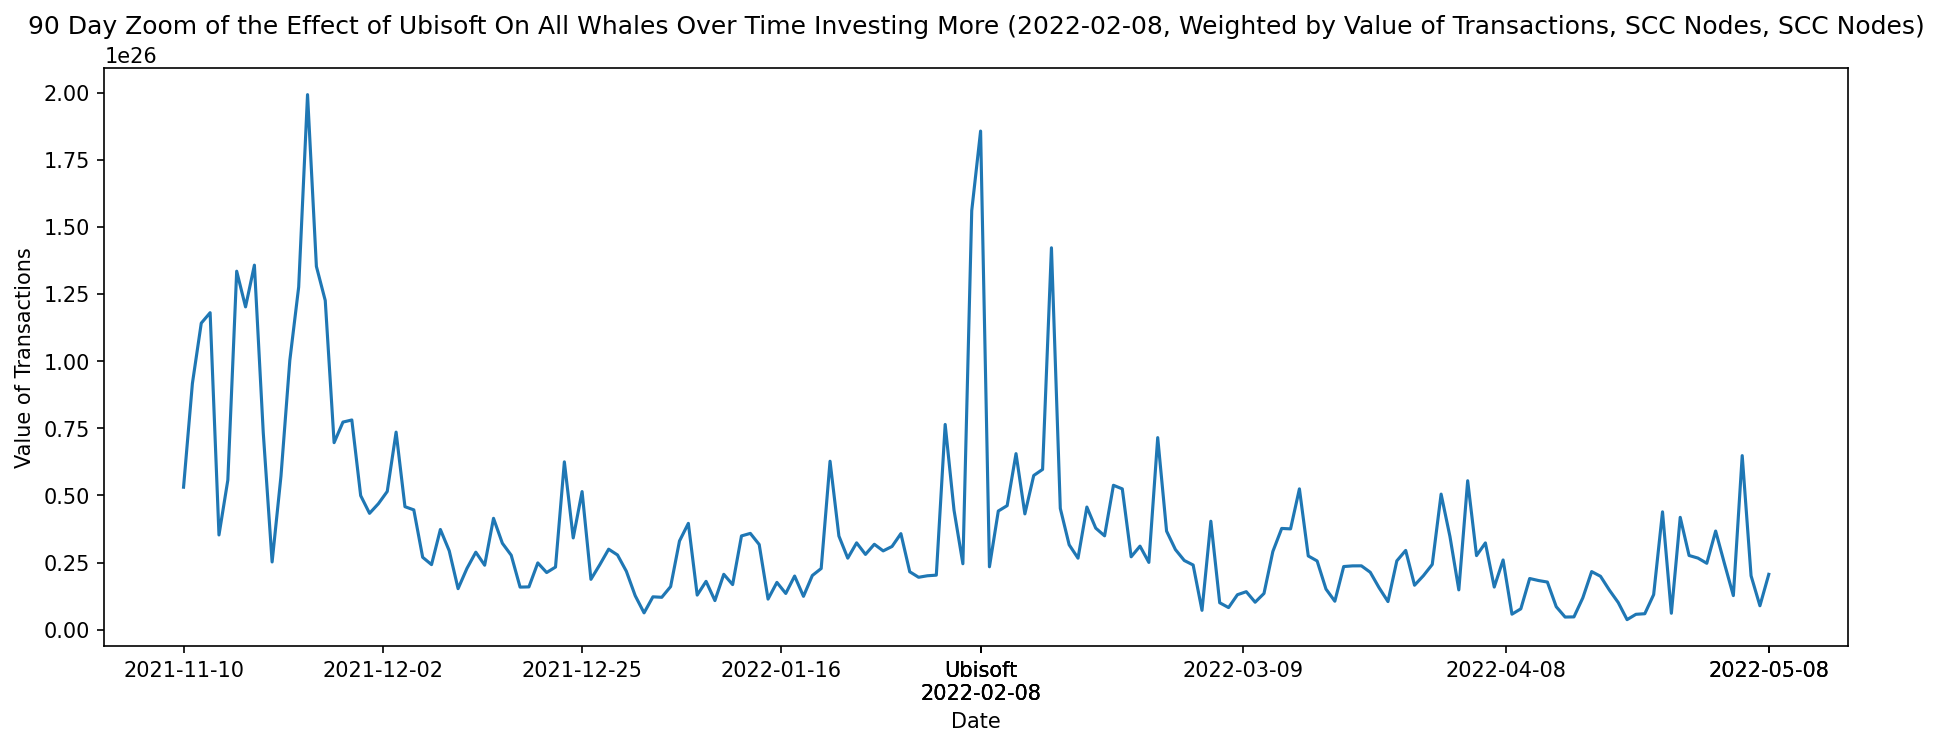 90 Day Zoom of the Effect of Ubisoft On All Whales Over Time Investing More (2022-02-08, Weighted by Value of Transactions, SCC Nodes, SCC Nodes)
1e26
2.00
1.75
1.50
1.25
1.00
0.75
0.50
0.25
0.00
Value of Transactions
2021-11-10 2021-12-02 2021-12-25 2022-01-16 Ubisoft 2022-03-09 2022-04-08 2022-05-08
2022-02-08
Date